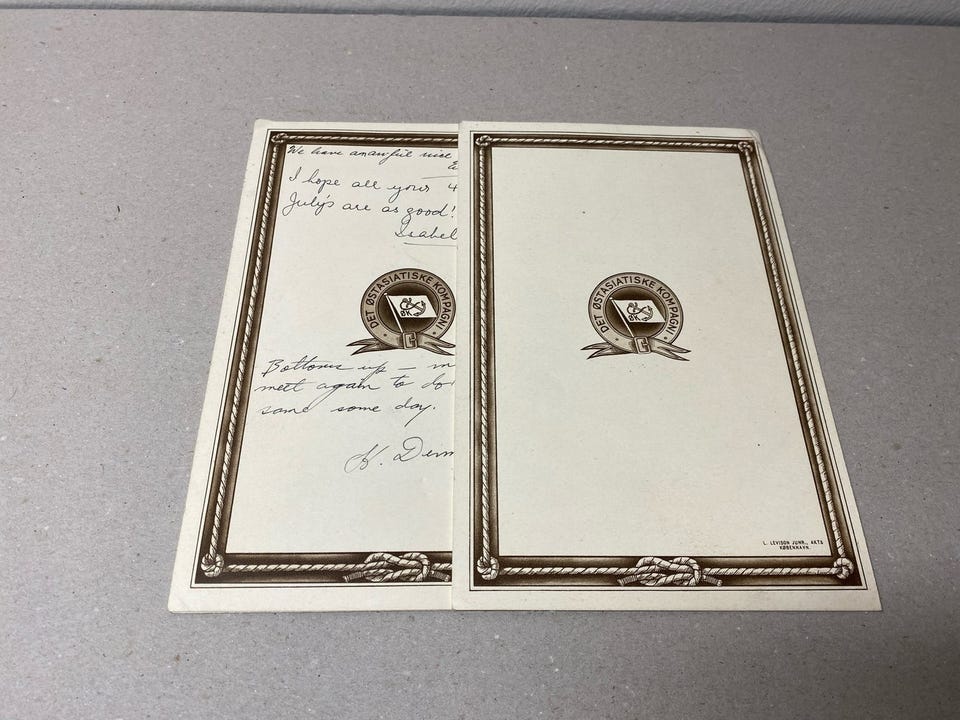 We have an awful nice
I hope all your 4
July's are as good!
Isabel
DET ØSTASIATISKE KOMPAGNI
ØK
Bottoms up –
meet again to do
same some day.
K.
DET ØSTASIATISKE KOMPAGNI
ØK
L. LEVISON JUNR., AKTS
KØBENHAVN.